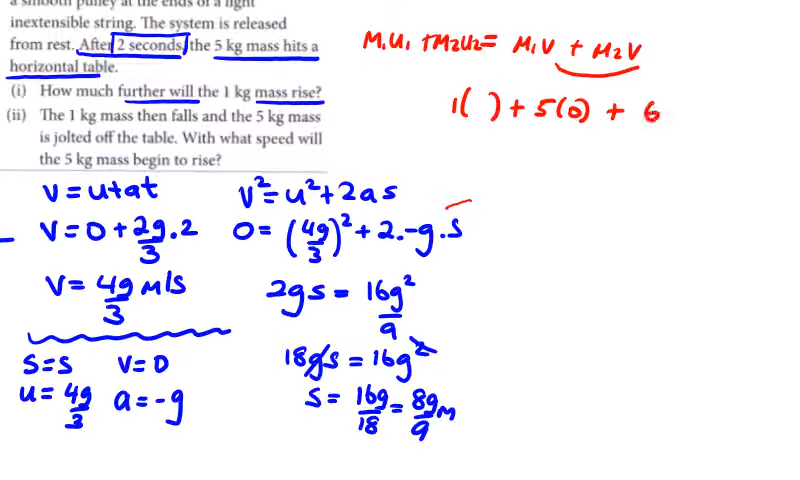 a smooth pulley at the ends of a light
inextensible string. The system is released
from rest. After 2 seconds, the 5 kg mass hits a
horizontal table.
(i) How much further will the 1 kg mass rise?
(ii) The 1 kg mass then falls and the 5 kg mass
is jolted off the table. With what speed will
the 5 kg mass begin to rise?
M1U1 + M2U2 = M1V + M2V
1( ) + 5(0) + 6
V = u + at
V = 0 + 2g/3 . 2
V = 4g/3 m/s
S = S V = 0
u = 4g/3 a = -g
V² = u² + 2as
0 = (4g/3)² + 2 . -g . S
2gs = 16g²/9
18gs = 16g²
S = 16g/18 = 8g/9 m